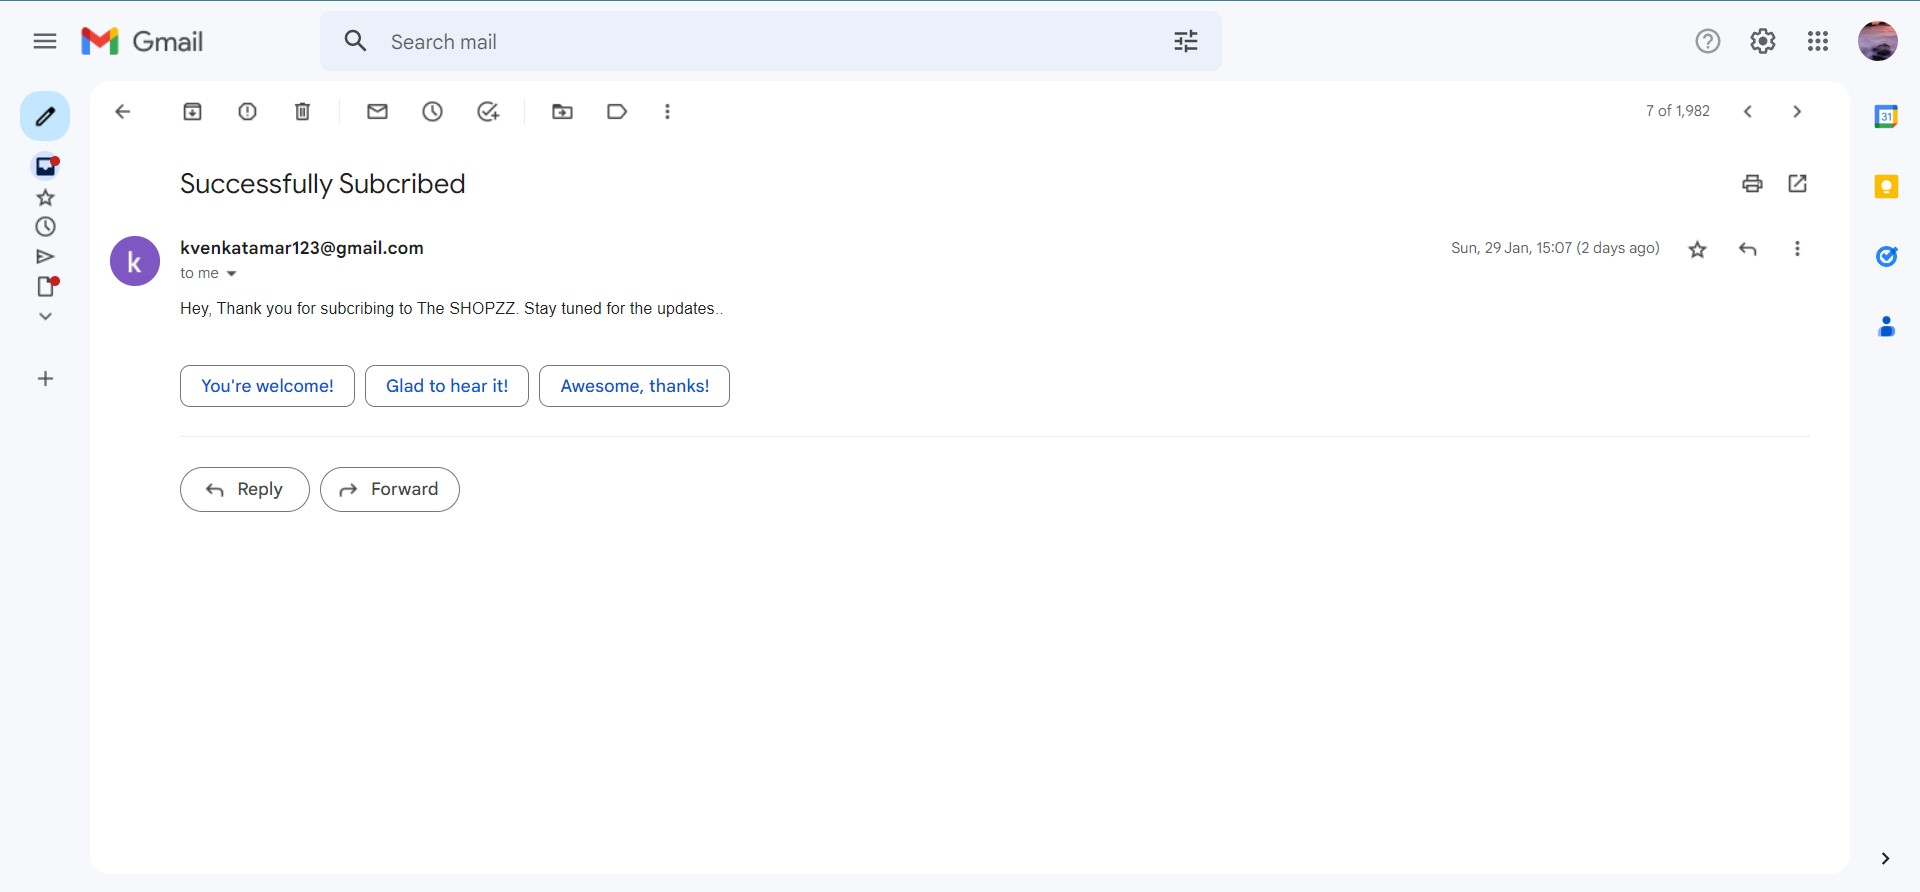 Gmail
Search mail
7 of 1,982
Successfully Subcribed
kvenkatamar123@gmail.com
Sun, 29 Jan, 15:07 (2 days ago)
to me
Hey, Thank you for subcribing to The SHOPZZ. Stay tuned for the updates..
You're welcome!
Glad to hear it!
Awesome, thanks!
Reply
Forward
31
k